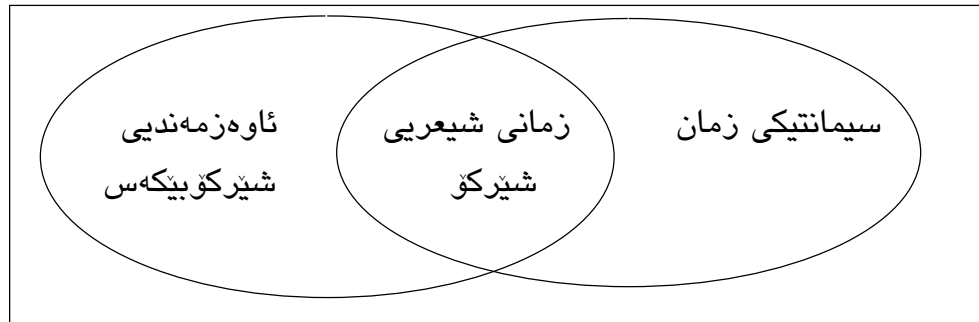 سیمانتیکی زمان
زمانی شیعریی
شێرکۆ
ئاوەزمەندیی
شێرکۆبێکەس